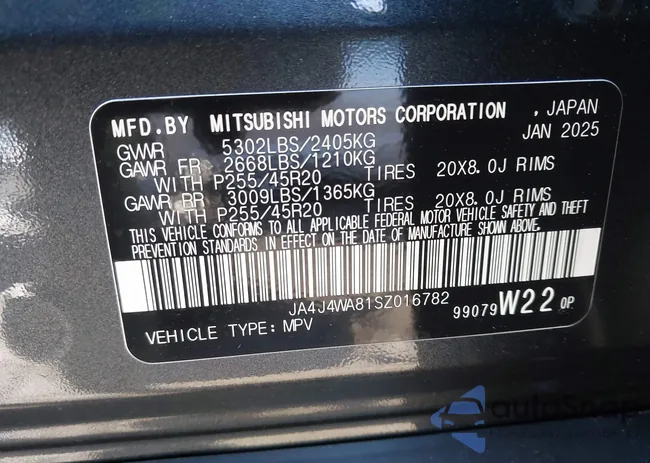 MFD.BY MITSUBISHI MOTORS CORPORATION , JAPAN
GVWR 5302LBS/2405KG JAN 2025
GAWR FR 2668LBS/1210KG
WITH P255/45R20 TIRES 20X8.0J RIMS
GAWR RR 3009LBS/1365KG
WITH P255/45R20 TIRES 20X8.0J RIMS
THIS VEHICLE CONFORMS TO ALL APPLICABLE FEDERAL MOTOR VEHICLE SAFETY AND THEFT
PREVENTION STANDARDS IN EFFECT ON THE DATE OF MANUFACTURE SHOWN ABOVE.
JA4J4WA81SZ016782
VEHICLE TYPE:MPV 99079 W22 0P